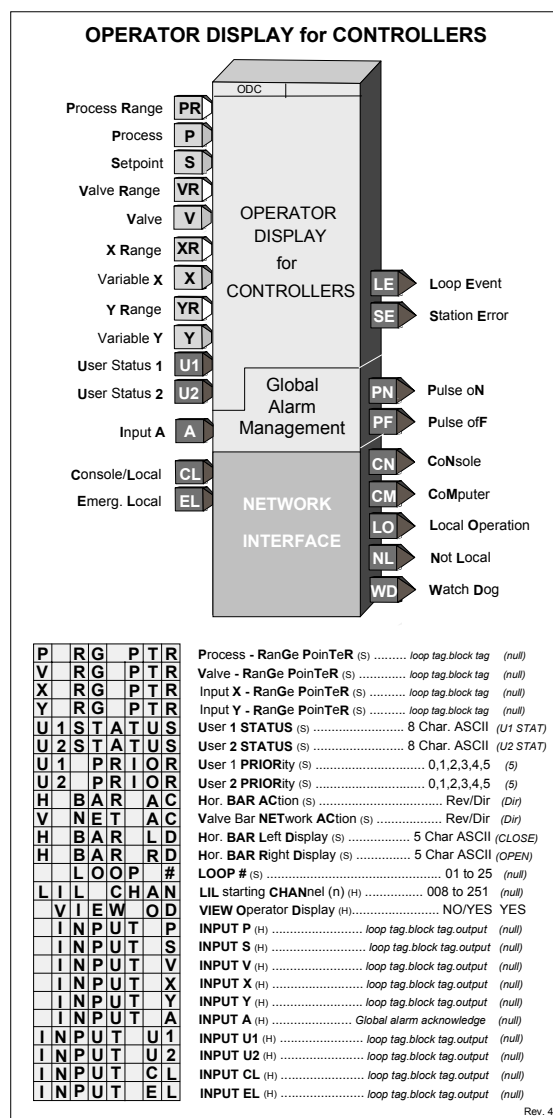 OPERATOR DISPLAY for CONTROLLERS
ODC
Process Range PR
Process P
Setpoint S
Valve Range VR
Valve V
X Range XR
Variable X X
Y Range YR
Variable Y Y
User Status 1 U1
User Status 2 U2
Input A A
Console/Local CL
Emerg. Local EL
OPERATOR
DISPLAY
for
CONTROLLERS
Global
Alarm
Management
NETWORK
INTERFACE
LE Loop Event
SE Station Error
PN Pulse oN
PF Pulse ofF
CN CoNsole
CM CoMputer
LO Local Operation
NL Not Local
WD Watch Dog
P RG PTR Process - RanGe PoinTeR (S) ......... loop tag.block tag (null)
V RG PTR Valve - RanGe PoinTeR (S) ............ loop tag.block tag (null)
X RG PTR Input X - RanGe PoinTeR (S) ......... loop tag.block tag (null)
Y RG PTR Input Y - RanGe PoinTeR (S) ......... loop tag.block tag (null)
U1STATUS User 1 STATUS (S) ............................ 8 Char. ASCII (U1 STAT)
U2STATUS User 2 STATUS (S) ............................ 8 Char. ASCII (U2 STAT)
U1 PRIOR User 1 PRIORity (S) ................................ 0,1,2,3,4,5 (5)
U2 PRIOR User 2 PRIORity (S) ................................ 0,1,2,3,4,5 (5)
H BAR AC Hor. BAR ACtion (S) .................................... Rev/Dir (Dir)
V NET AC Valve Bar NETwork ACtion (S) ..................... Rev/Dir (Dir)
H BAR LD Hor. BAR Left Display (S) .................. 5 Char ASCII (CLOSE)
H BAR RD Hor. BAR Right Display (S) ................ 5 Char ASCII (OPEN)
LOOP # LOOP # (S) .................................................. 01 to 25 (null)
LIL CHAN LIL starting CHANnel (n) (H) ..................... 008 to 251 (null)
VIEW OD VIEW Operator Display (H)........................ NO/YES YES
INPUT P INPUT P (H) ......................... loop tag.block tag.output (null)
INPUT S INPUT S (H) .......................... loop tag.block tag.output (null)
INPUT V INPUT V (H) ......................... loop tag.block tag.output (null)
INPUT X INPUT X (H) ......................... loop tag.block tag.output (null)
INPUT Y INPUT Y (H) ......................... loop tag.block tag.output (null)
INPUT A INPUT A (H) ....................... Global alarm acknowledge (null)
INPUT U1 INPUT U1 (H) ....................... loop tag.block tag.output (null)
INPUT U2 INPUT U2 (H) ....................... loop tag.block tag.output (null)
INPUT CL INPUT CL (H) ....................... loop tag.block tag.output (null)
INPUT EL INPUT EL (H) ....................... loop tag.block tag.output (null)
Rev. 4